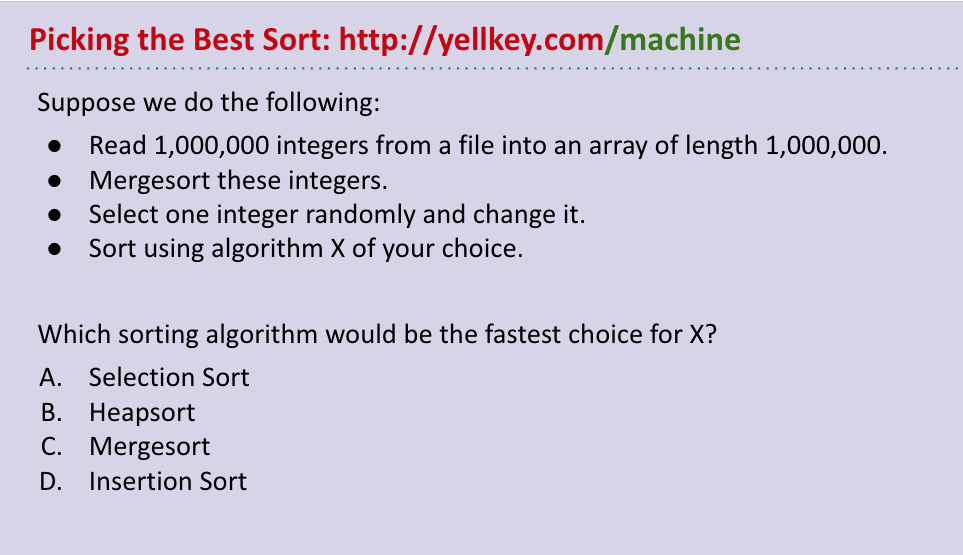 Picking the Best Sort: http://yellkey.com/machine
Suppose we do the following:
● Read 1,000,000 integers from a file into an array of length 1,000,000.
● Mergesort these integers.
● Select one integer randomly and change it.
● Sort using algorithm X of your choice.
Which sorting algorithm would be the fastest choice for X?
A. Selection Sort
B. Heapsort
C. Mergesort
D. Insertion Sort